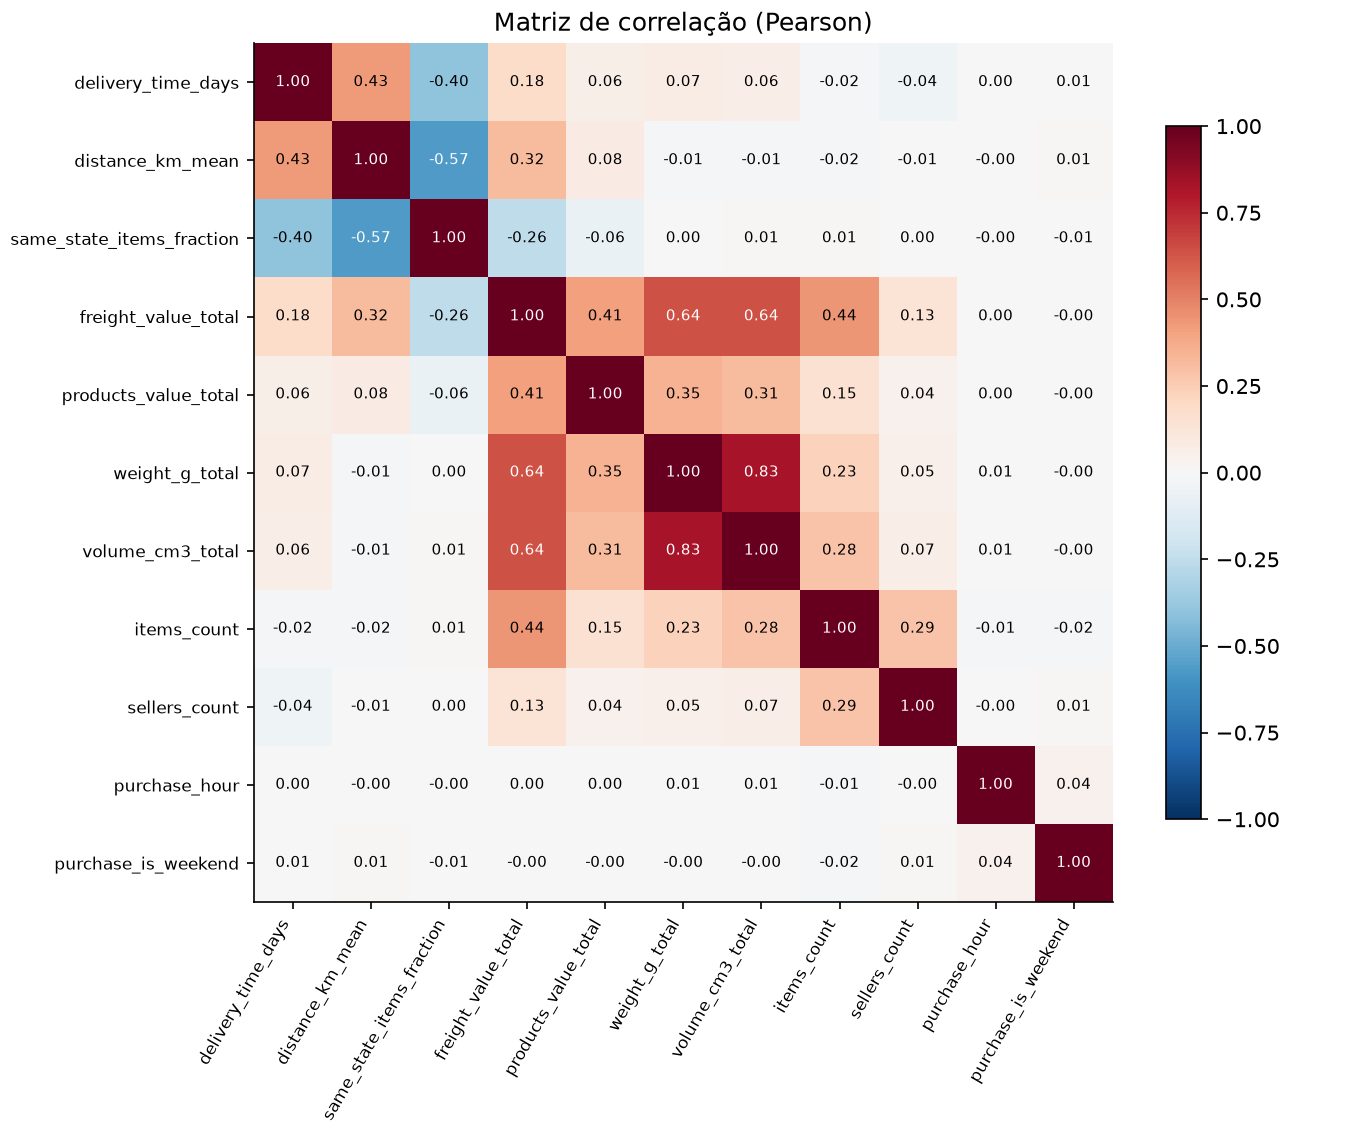 Matriz de correlação (Pearson)
delivery_time_days 1.00 0.43 -0.40 0.18 0.06 0.07 0.06 -0.02 -0.04 0.00 0.01
distance_km_mean 0.43 1.00 -0.57 0.32 0.08 -0.01 -0.01 -0.02 -0.01 -0.00 0.01
same_state_items_fraction -0.40 -0.57 1.00 -0.26 -0.06 0.00 0.01 0.01 0.00 -0.00 -0.01
freight_value_total 0.18 0.32 -0.26 1.00 0.41 0.64 0.64 0.44 0.13 0.00 -0.00
products_value_total 0.06 0.08 -0.06 0.41 1.00 0.35 0.31 0.15 0.04 0.00 -0.00
weight_g_total 0.07 -0.01 0.00 0.64 0.35 1.00 0.83 0.23 0.05 0.01 -0.00
volume_cm3_total 0.06 -0.01 0.01 0.64 0.31 0.83 1.00 0.28 0.07 0.01 -0.00
items_count -0.02 -0.02 0.01 0.44 0.15 0.23 0.28 1.00 0.29 -0.01 -0.02
sellers_count -0.04 -0.01 0.00 0.13 0.04 0.05 0.07 0.29 1.00 -0.00 0.01
purchase_hour 0.00 -0.00 -0.00 0.00 0.00 0.01 0.01 -0.01 -0.00 1.00 0.04
purchase_is_weekend 0.01 0.01 -0.01 -0.00 -0.00 -0.00 -0.00 -0.02 0.01 0.04 1.00
delivery_time_days
distance_km_mean
same_state_items_fraction
freight_value_total
products_value_total
weight_g_total
volume_cm3_total
items_count
sellers_count
purchase_hour
purchase_is_weekend
1.00
0.75
0.50
0.25
0.00
−0.25
−0.50
−0.75
−1.00